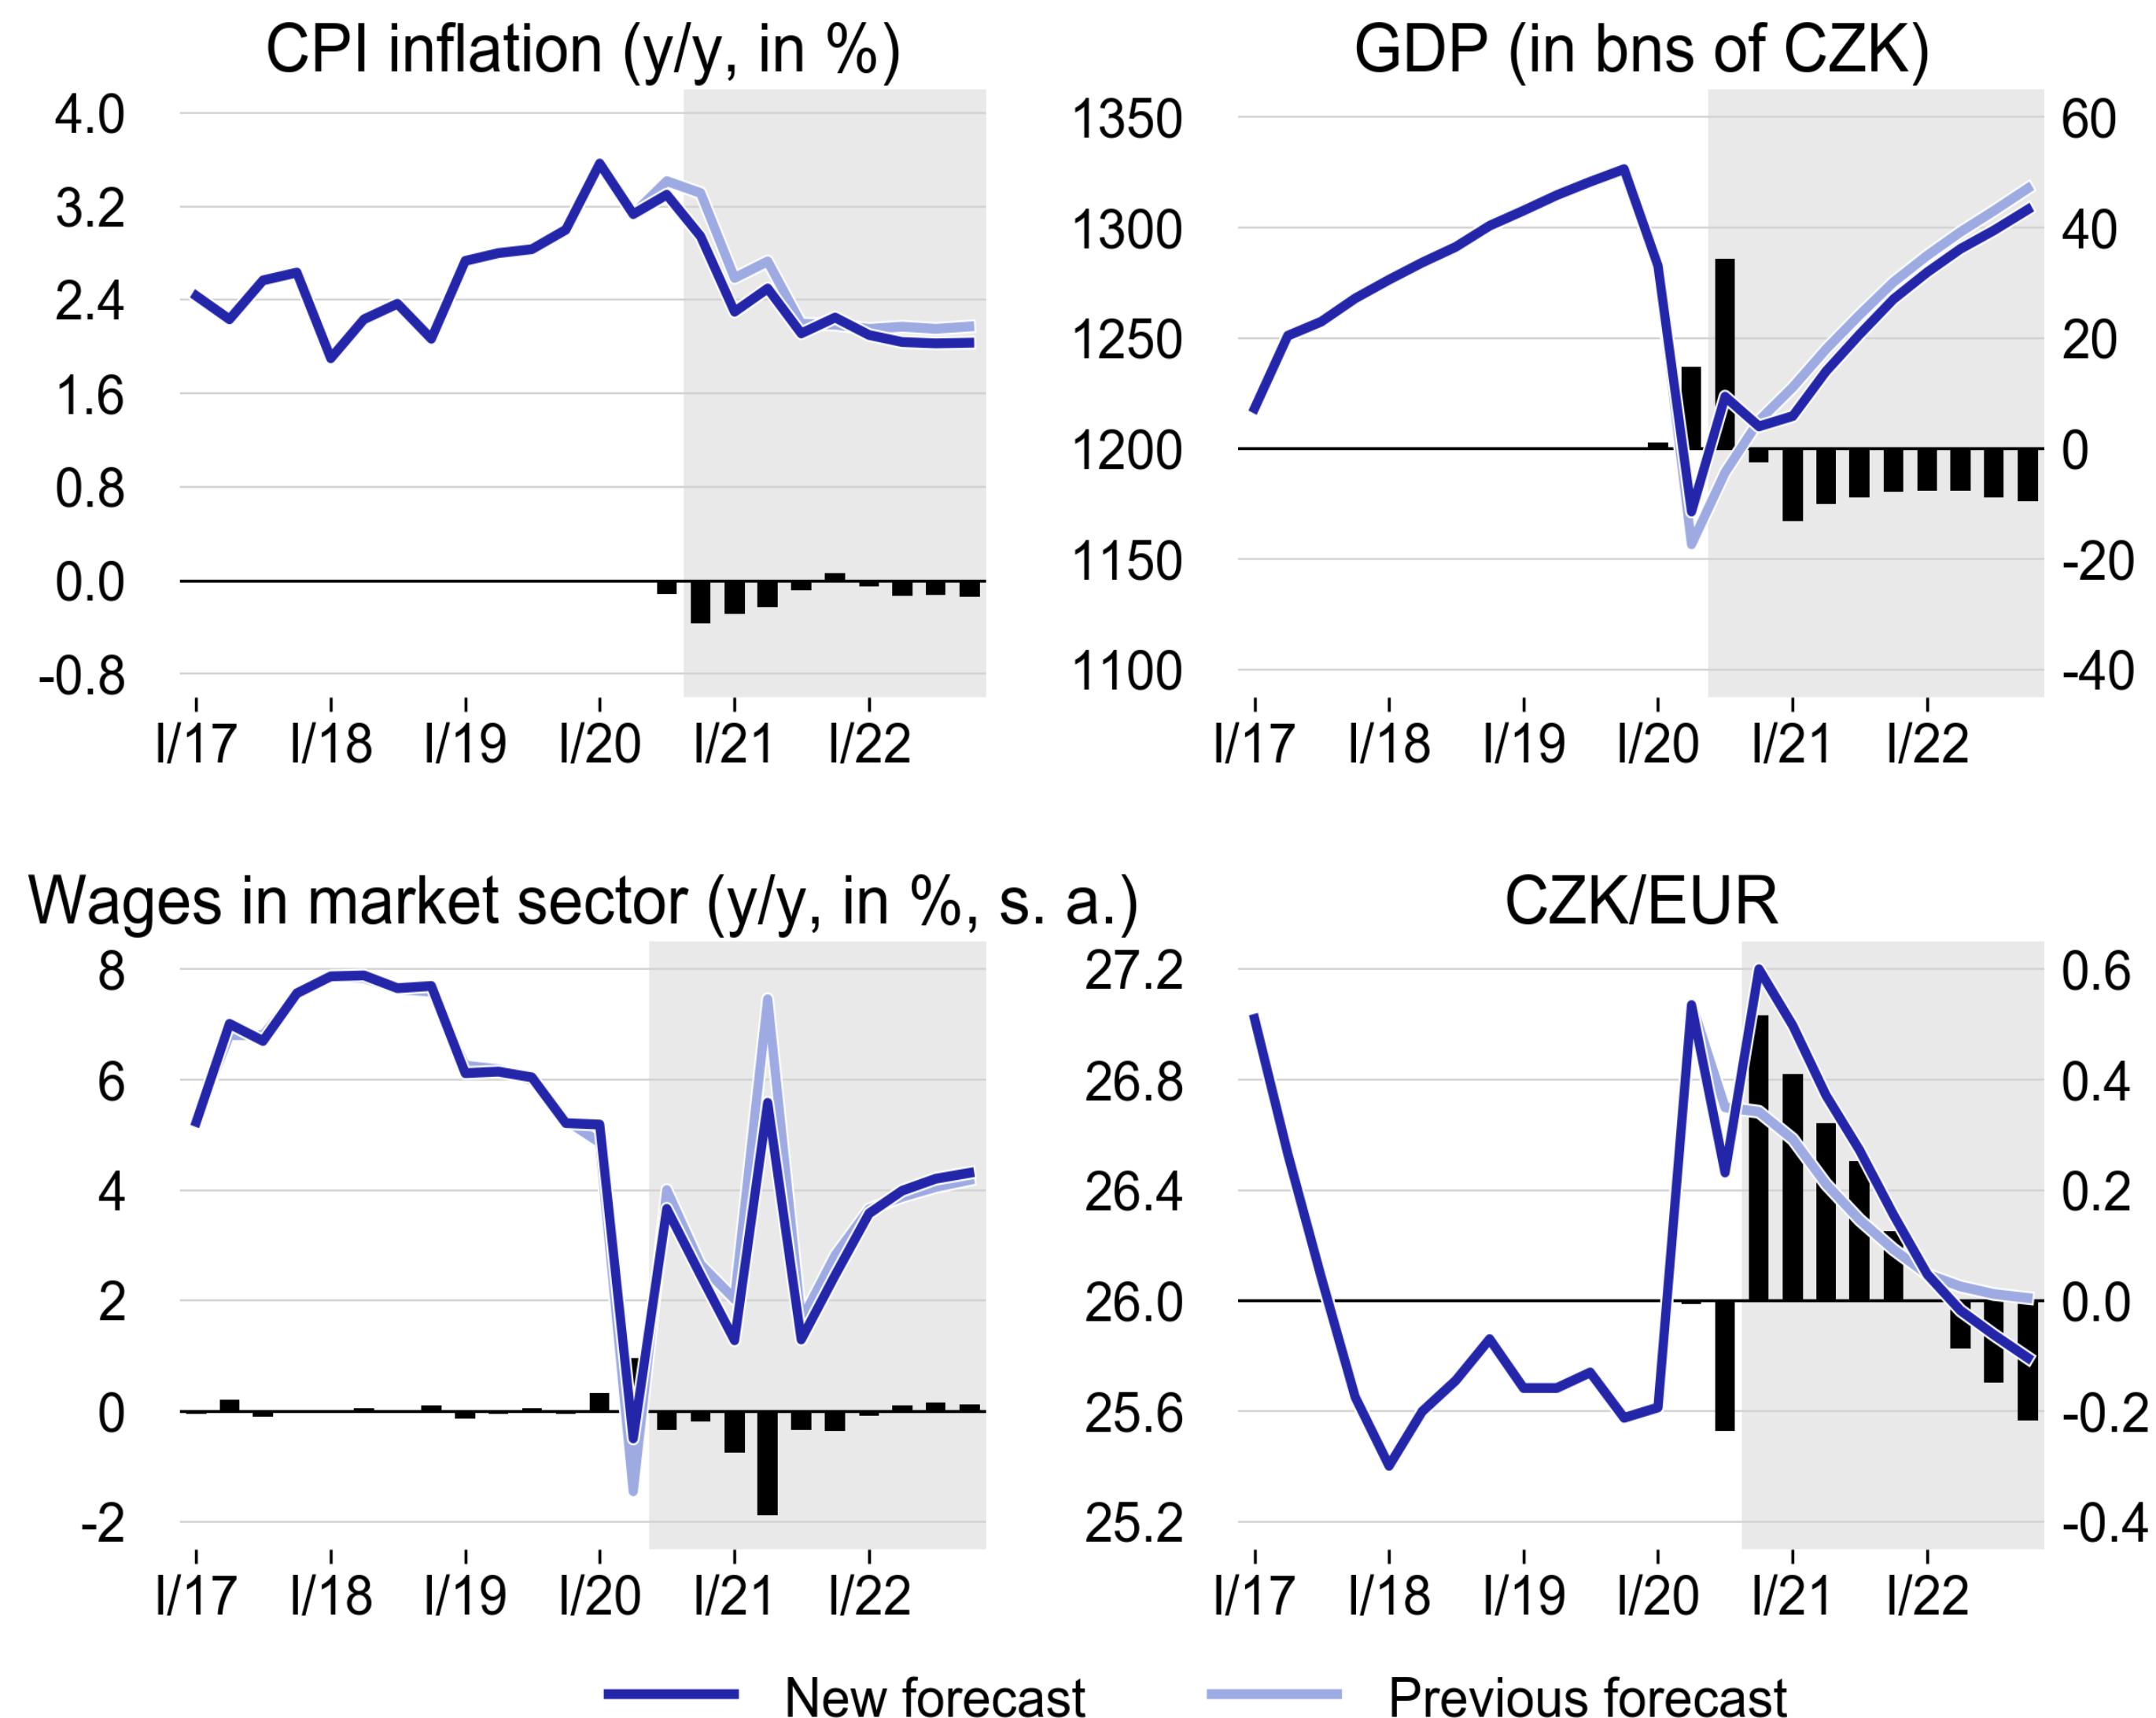 CPI inflation (y/y, in %)
4.0
3.2
2.4
1.6
0.8
0.0
-0.8
I/17 I/18 I/19 I/20 I/21 I/22
GDP (in bns of CZK)
1350 60
1300 40
1250 20
1200 0
1150 -20
1100 -40
I/17 I/18 I/19 I/20 I/21 I/22
Wages in market sector (y/y, in %, s. a.)
8
6
4
2
0
-2
I/17 I/18 I/19 I/20 I/21 I/22
CZK/EUR
27.2 0.6
26.8 0.4
26.4 0.2
26.0 0.0
25.6 -0.2
25.2 -0.4
I/17 I/18 I/19 I/20 I/21 I/22
New forecast Previous forecast